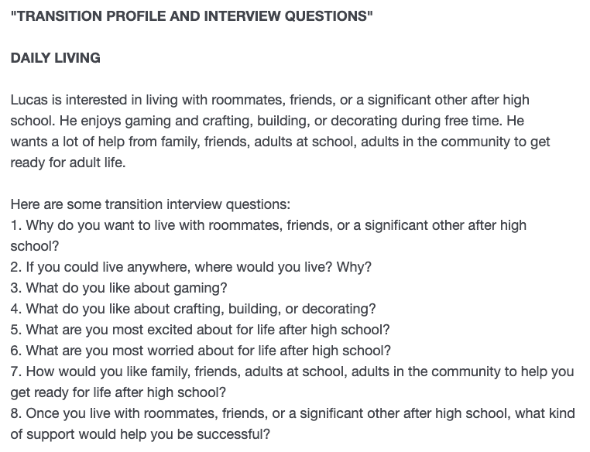 "TRANSITION PROFILE AND INTERVIEW QUESTIONS"
DAILY LIVING
Lucas is interested in living with roommates, friends, or a significant other after high
school. He enjoys gaming and crafting, building, or decorating during free time. He
wants a lot of help from family, friends, adults at school, adults in the community to get
ready for adult life.
Here are some transition interview questions:
1. Why do you want to live with roommates, friends, or a significant other after high
school?
2. If you could live anywhere, where would you live? Why?
3. What do you like about gaming?
4. What do you like about crafting, building, or decorating?
5. What are you most excited about for life after high school?
6. What are you most worried about for life after high school?
7. How would you like family, friends, adults at school, adults in the community to help you
get ready for life after high school?
8. Once you live with roommates, friends, or a significant other after high school, what kind
of support would help you be successful?